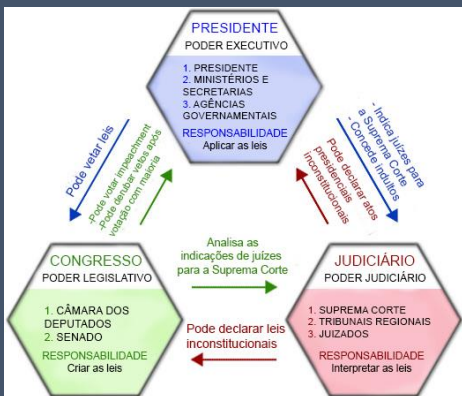 PRESIDENTE
PODER EXECUTIVO
1. PRESIDENTE
2. MINISTÉRIOS E
SECRETARIAS
3. AGÊNCIAS
GOVERNAMENTAIS
RESPONSABILIDADE
Aplicar as leis
Pode vetar leis
-Pode votar impeachment
-Pode derrubar vetos após
votação com maioria
- Indica juízes para
a Suprema Corte
- Concede indultos
Pode declarar atos
presidenciais
inconstitucionais
CONGRESSO
PODER LEGISLATIVO
1. CÂMARA DOS
DEPUTADOS
2. SENADO
RESPONSABILIDADE
Criar as leis
Analisa as
indicações de juízes
para a Suprema Corte
Pode declarar leis
inconstitucionais
JUDICIÁRIO
PODER JUDICIÁRIO
1. SUPREMA CORTE
2. TRIBUNAIS REGIONAIS
3. JUIZADOS
RESPONSABILIDADE
Interpretar as leis